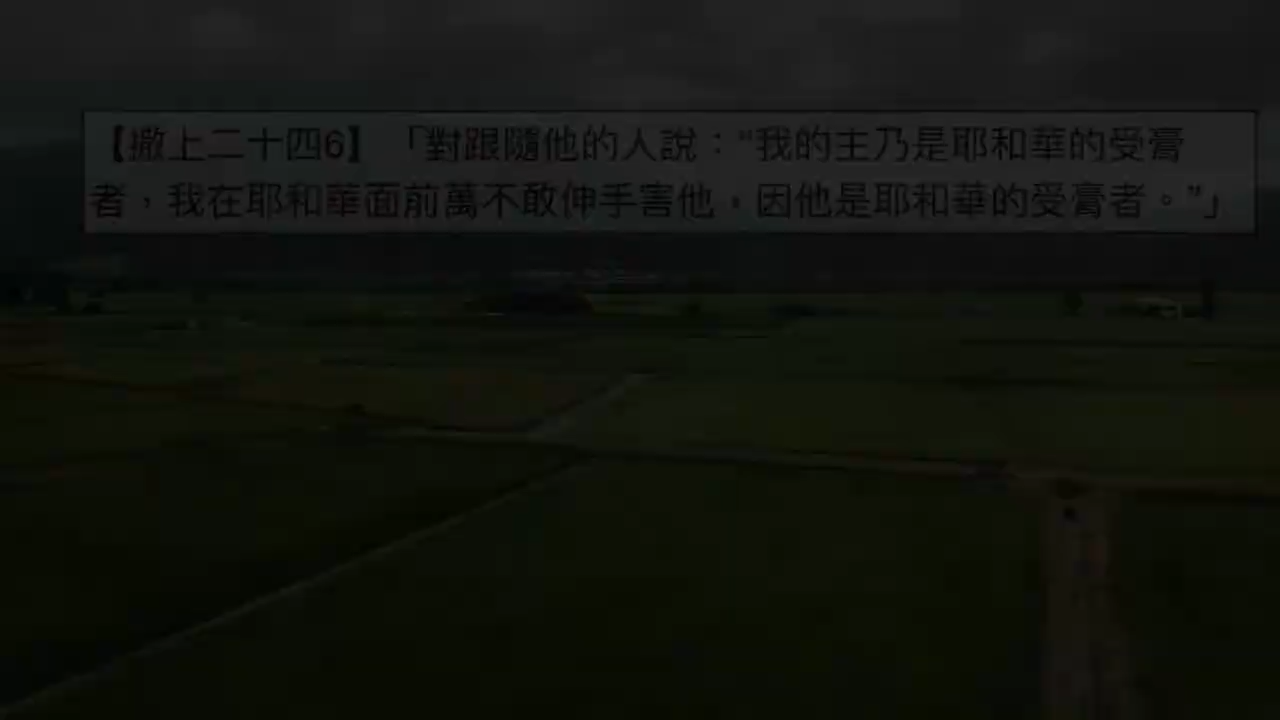 【撒上二十四6】「對跟隨他的人說：“我的主乃是耶和華的受膏
者，我在耶和華面前萬不敢伸手害他，因他是耶和華的受膏者。”」